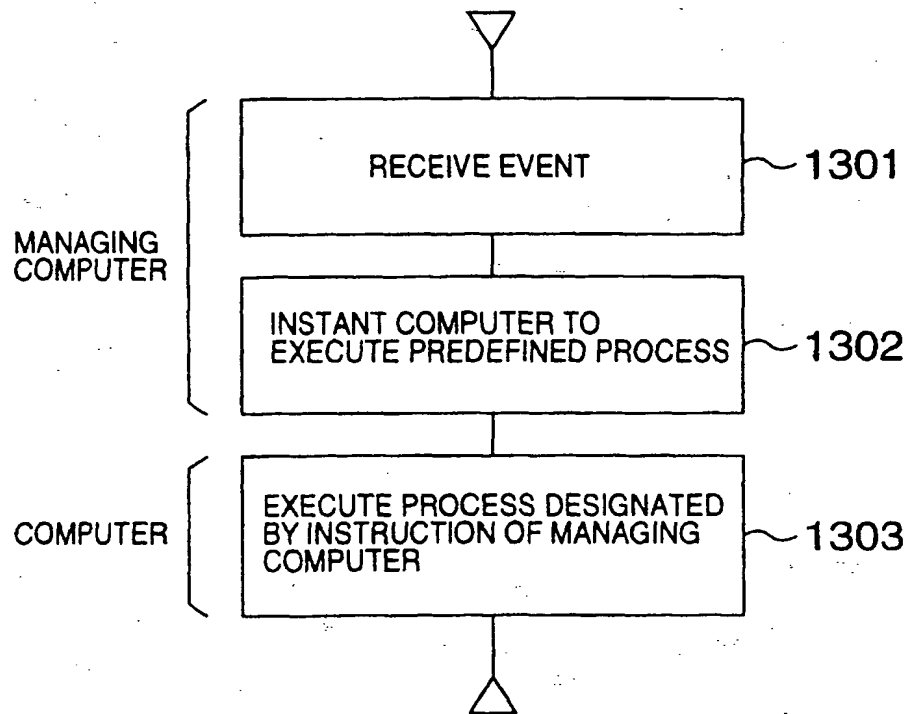 RECEIVE EVENT
1301
MANAGING
COMPUTER
INSTANT COMPUTER TO
EXECUTE PREDEFINED PROCESS
1302
COMPUTER
EXECUTE PROCESS DESIGNATED
BY INSTRUCTION OF MANAGING
COMPUTER
1303